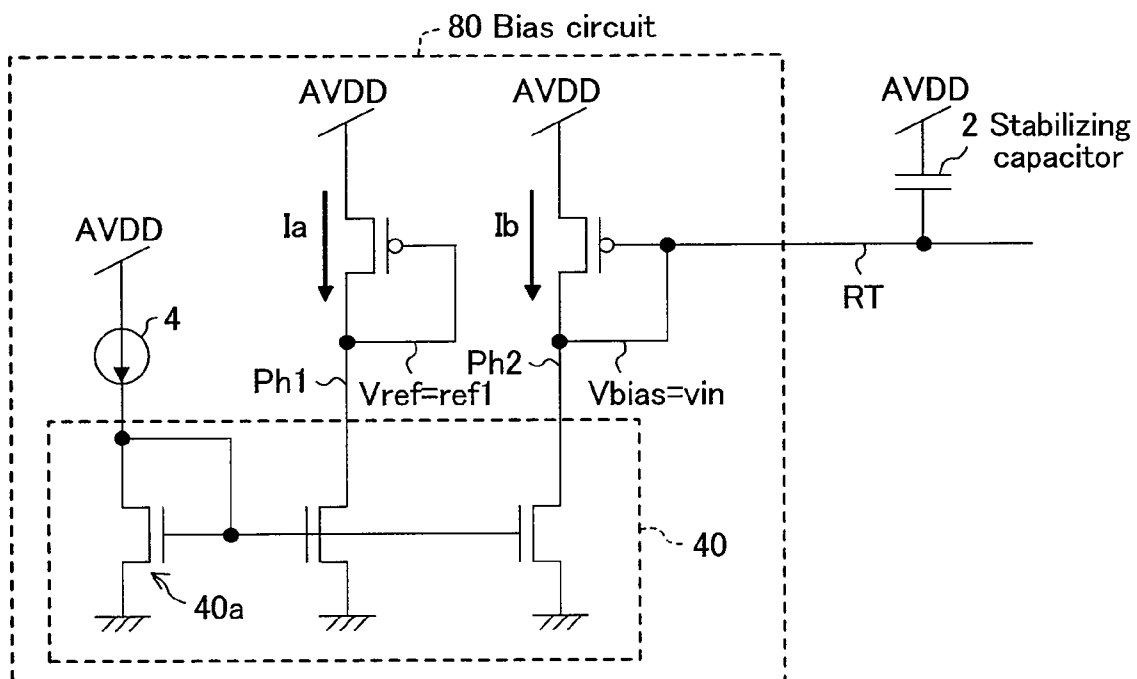 80 Bias circuit
AVDD
AVDD
AVDD
2 Stabilizing
capacitor
Ia
Ib
AVDD
RT
4
Ph1
Vref=ref1
Ph2
Vbias=vin
40
40a